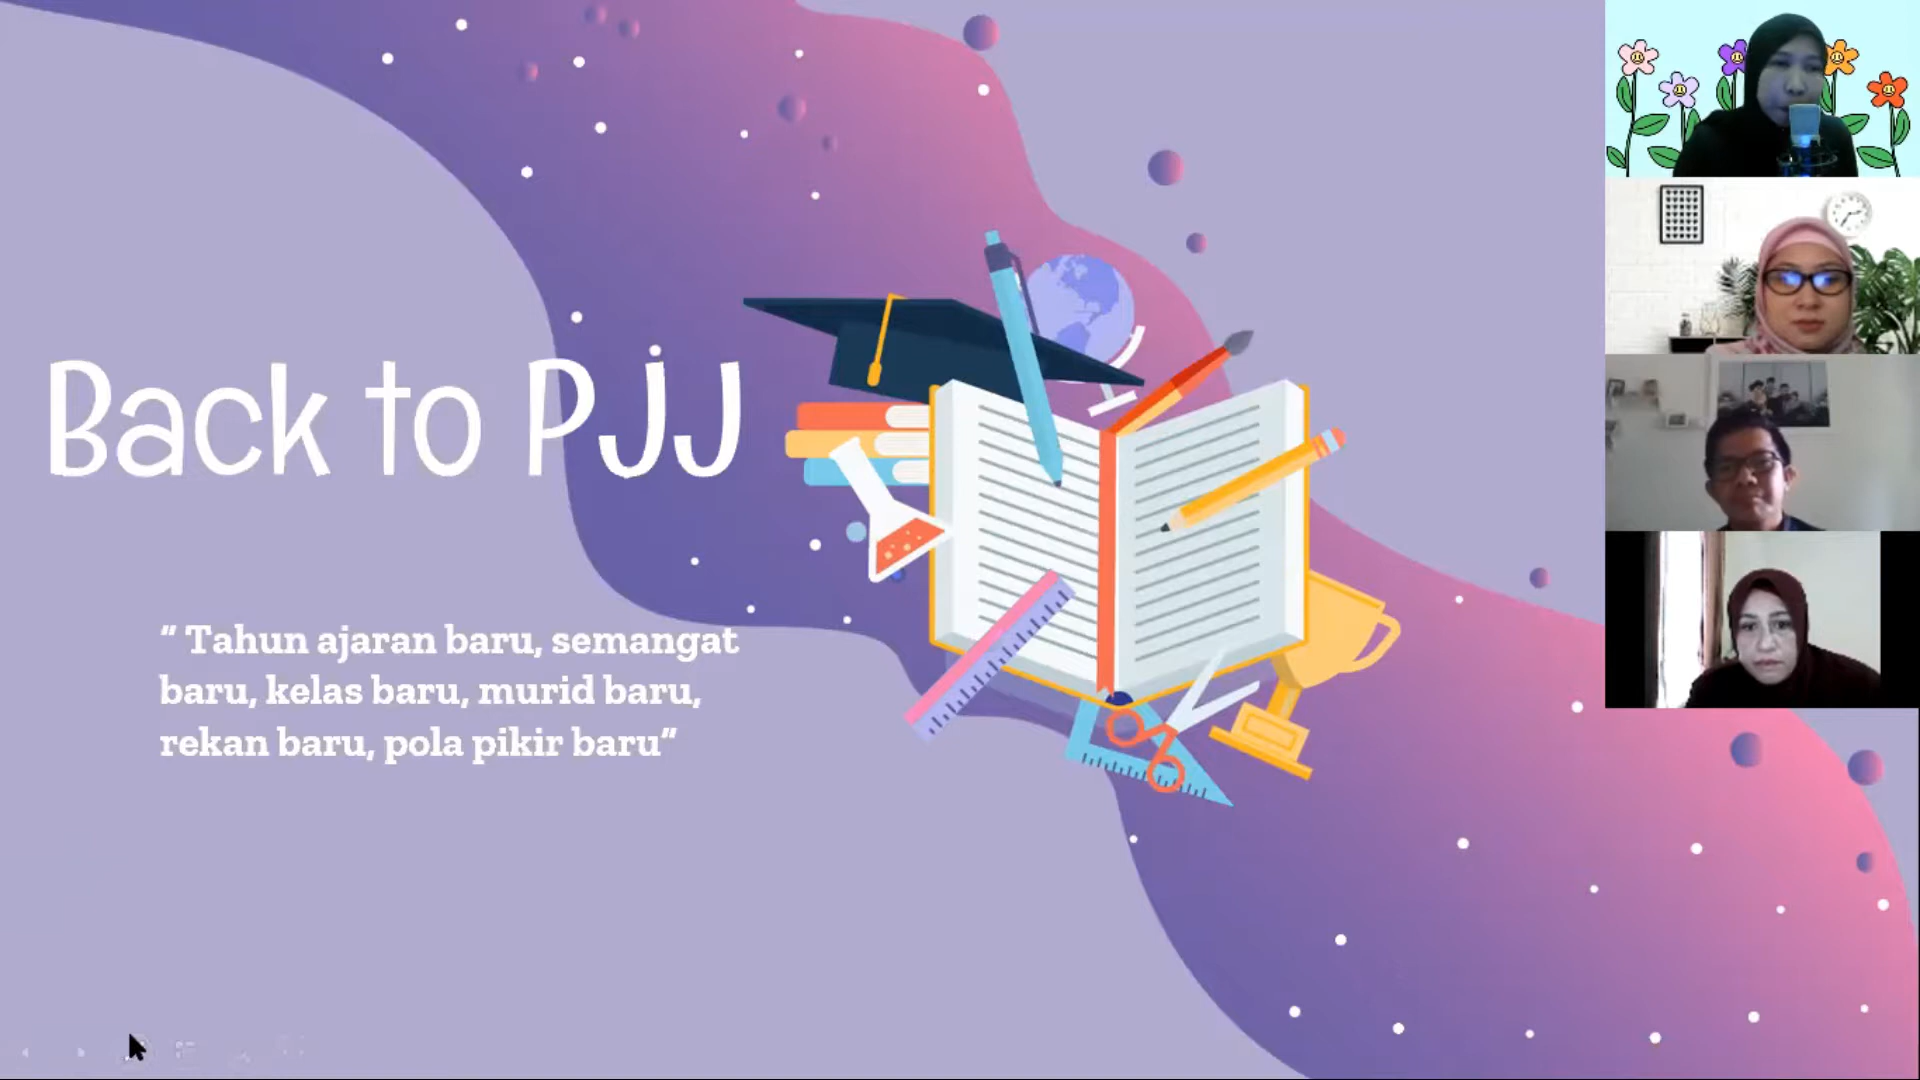 Back to PJJ
” Tahun ajaran baru, semangat
baru, kelas baru, murid baru,
rekan baru, pola pikir baru”